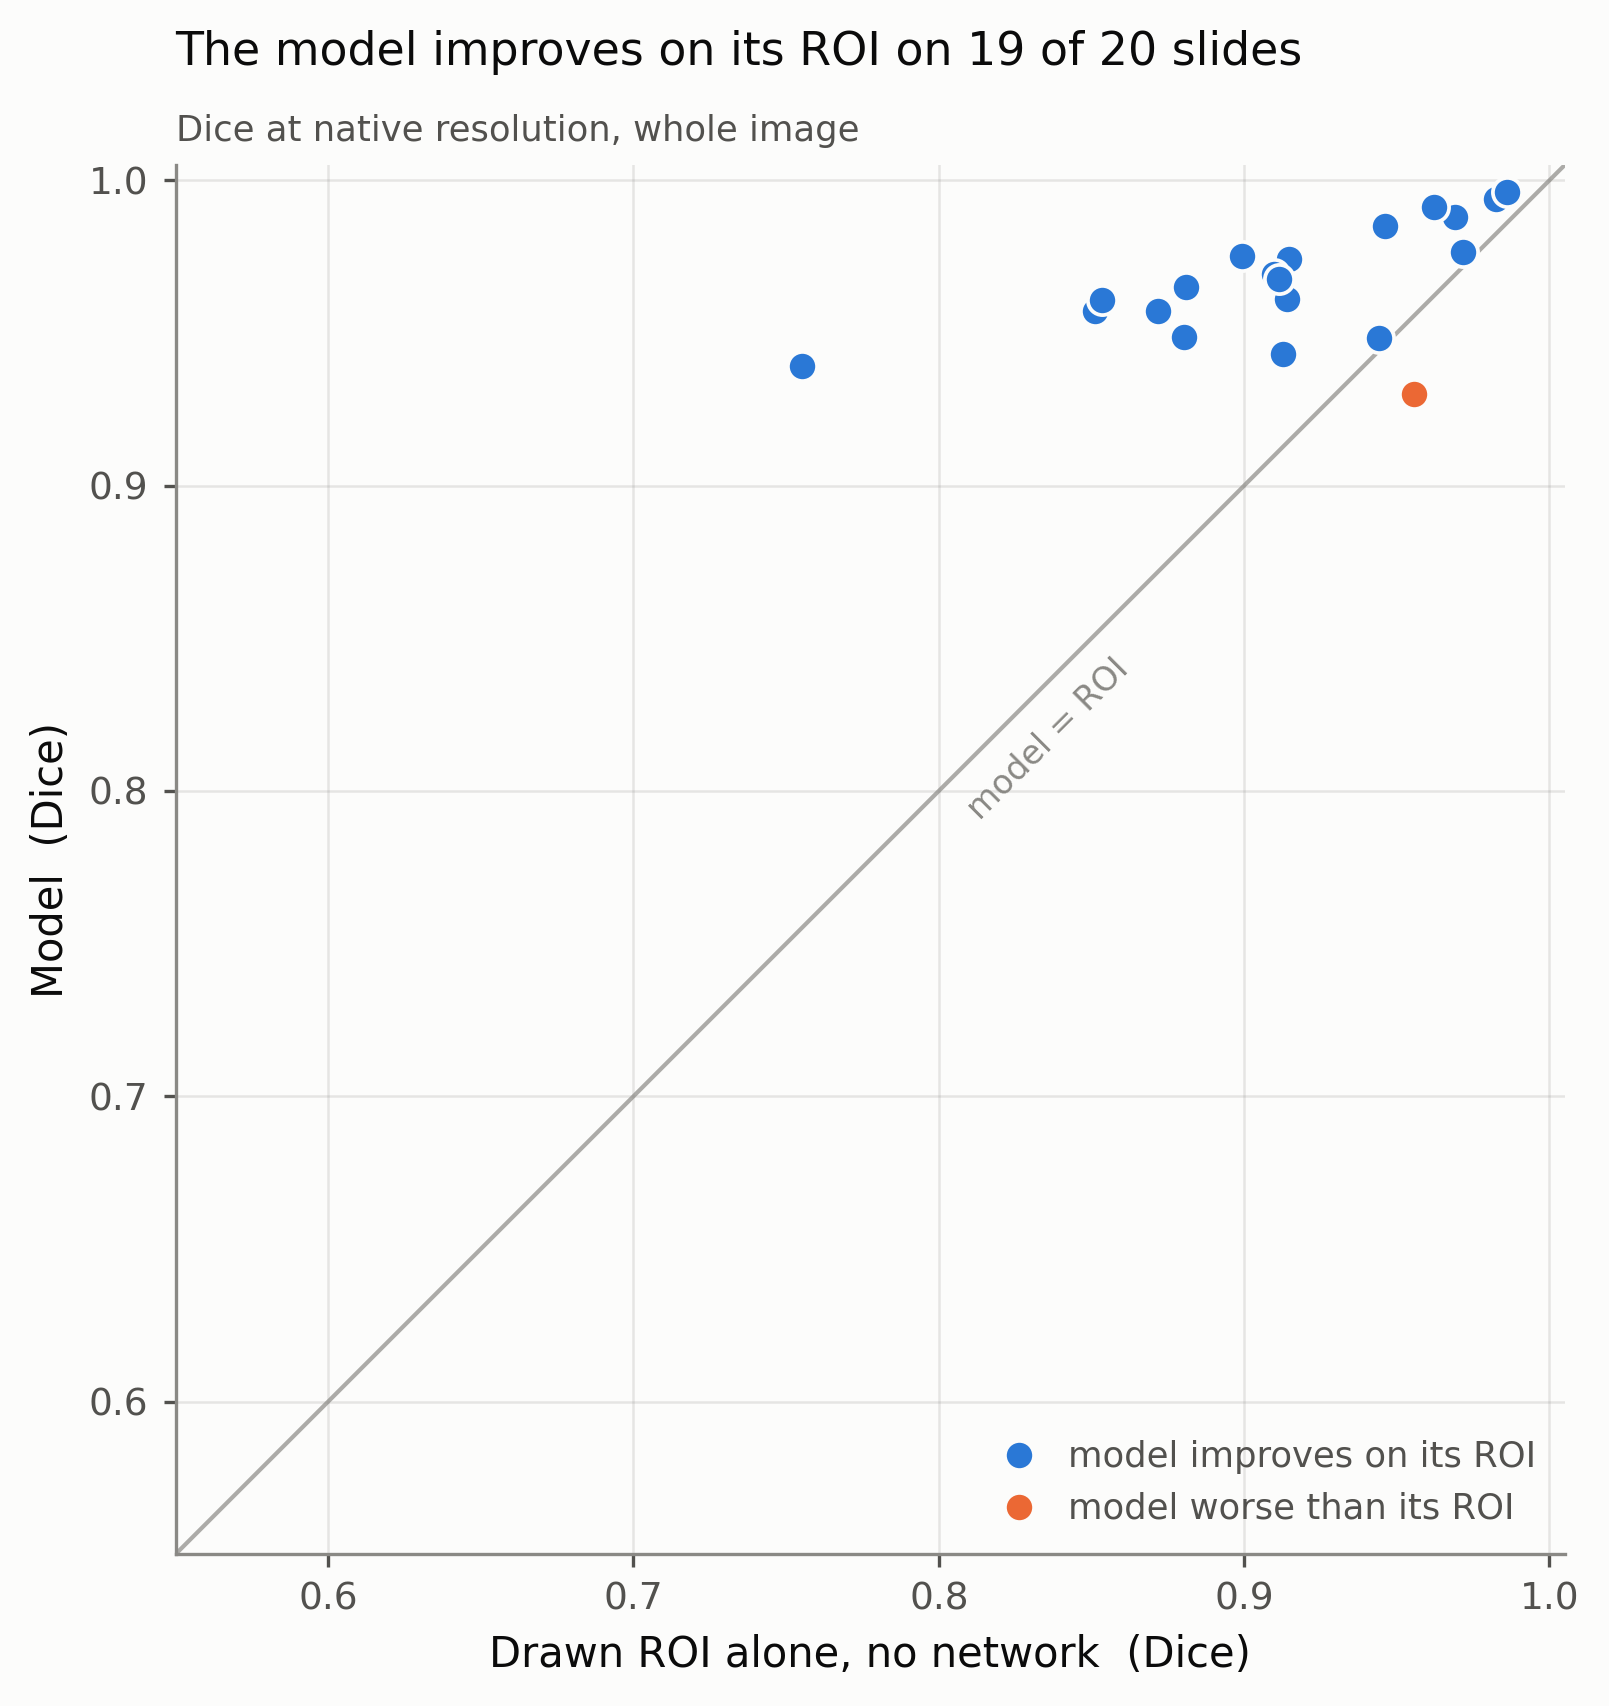 The model improves on its ROI on 19 of 20 slides
Dice at native resolution, whole image
1.0
0.9
0.8
0.7
0.6
Model (Dice)
model = ROI
model improves on its ROI
model worse than its ROI
0.6 0.7 0.8 0.9 1.0
Drawn ROI alone, no network (Dice)